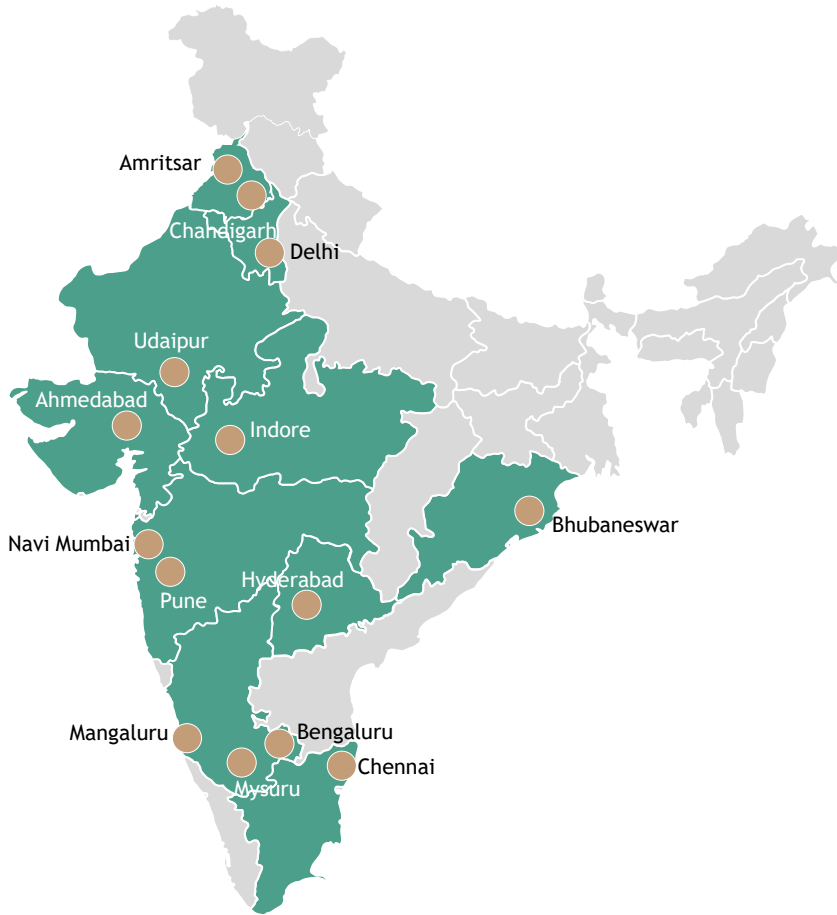 Amritsar
Chandigarh
Delhi
Udaipur
Ahmedabad
Indore
Bhubaneswar
Navi Mumbai
Hyderabad
Pune
Mangaluru
Bengaluru
Chennai
Mysuru